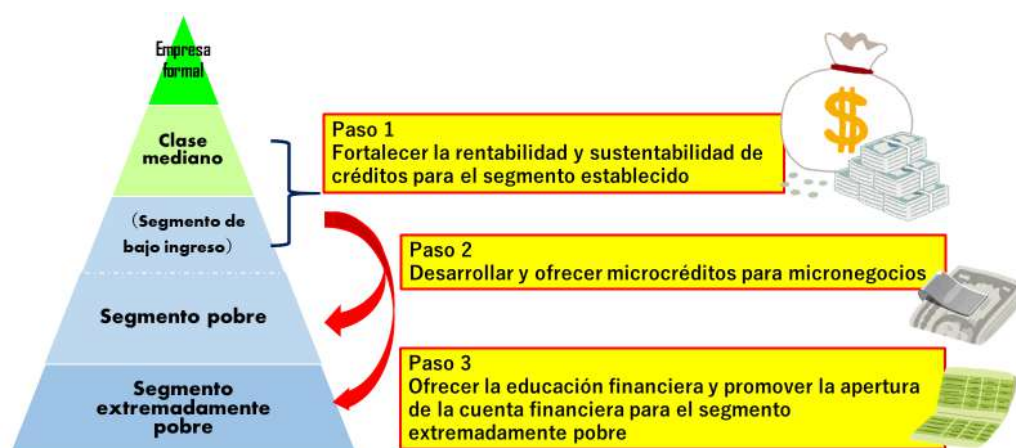 Empresa
formal
Clase
mediano
（Segmento de
bajo ingreso）
Segmento pobre
Segmento
extremadamente
pobre
Paso 1
Fortalecer la rentabilidad y sustentabilidad de
créditos para el segmento establecido
$
Paso 2
Desarrollar y ofrecer microcréditos para micronegocios
Paso 3
Ofrecer la educación financiera y promover la apertura
de la cuenta financiera para el segmento
extremadamente pobre